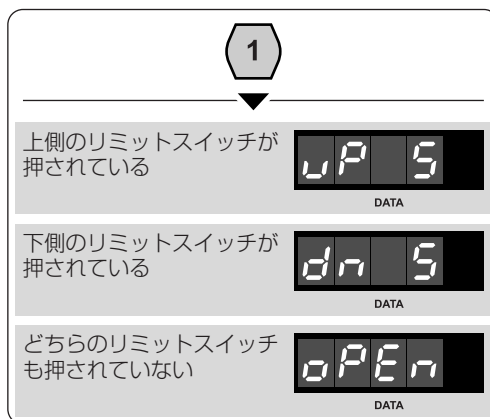 1
上側のリミットスイッチが
押されている
uP S
DATA
下側のリミットスイッチが
押されている
dn S
DATA
どちらのリミットスイッチ
も押されていない
oPEn
DATA